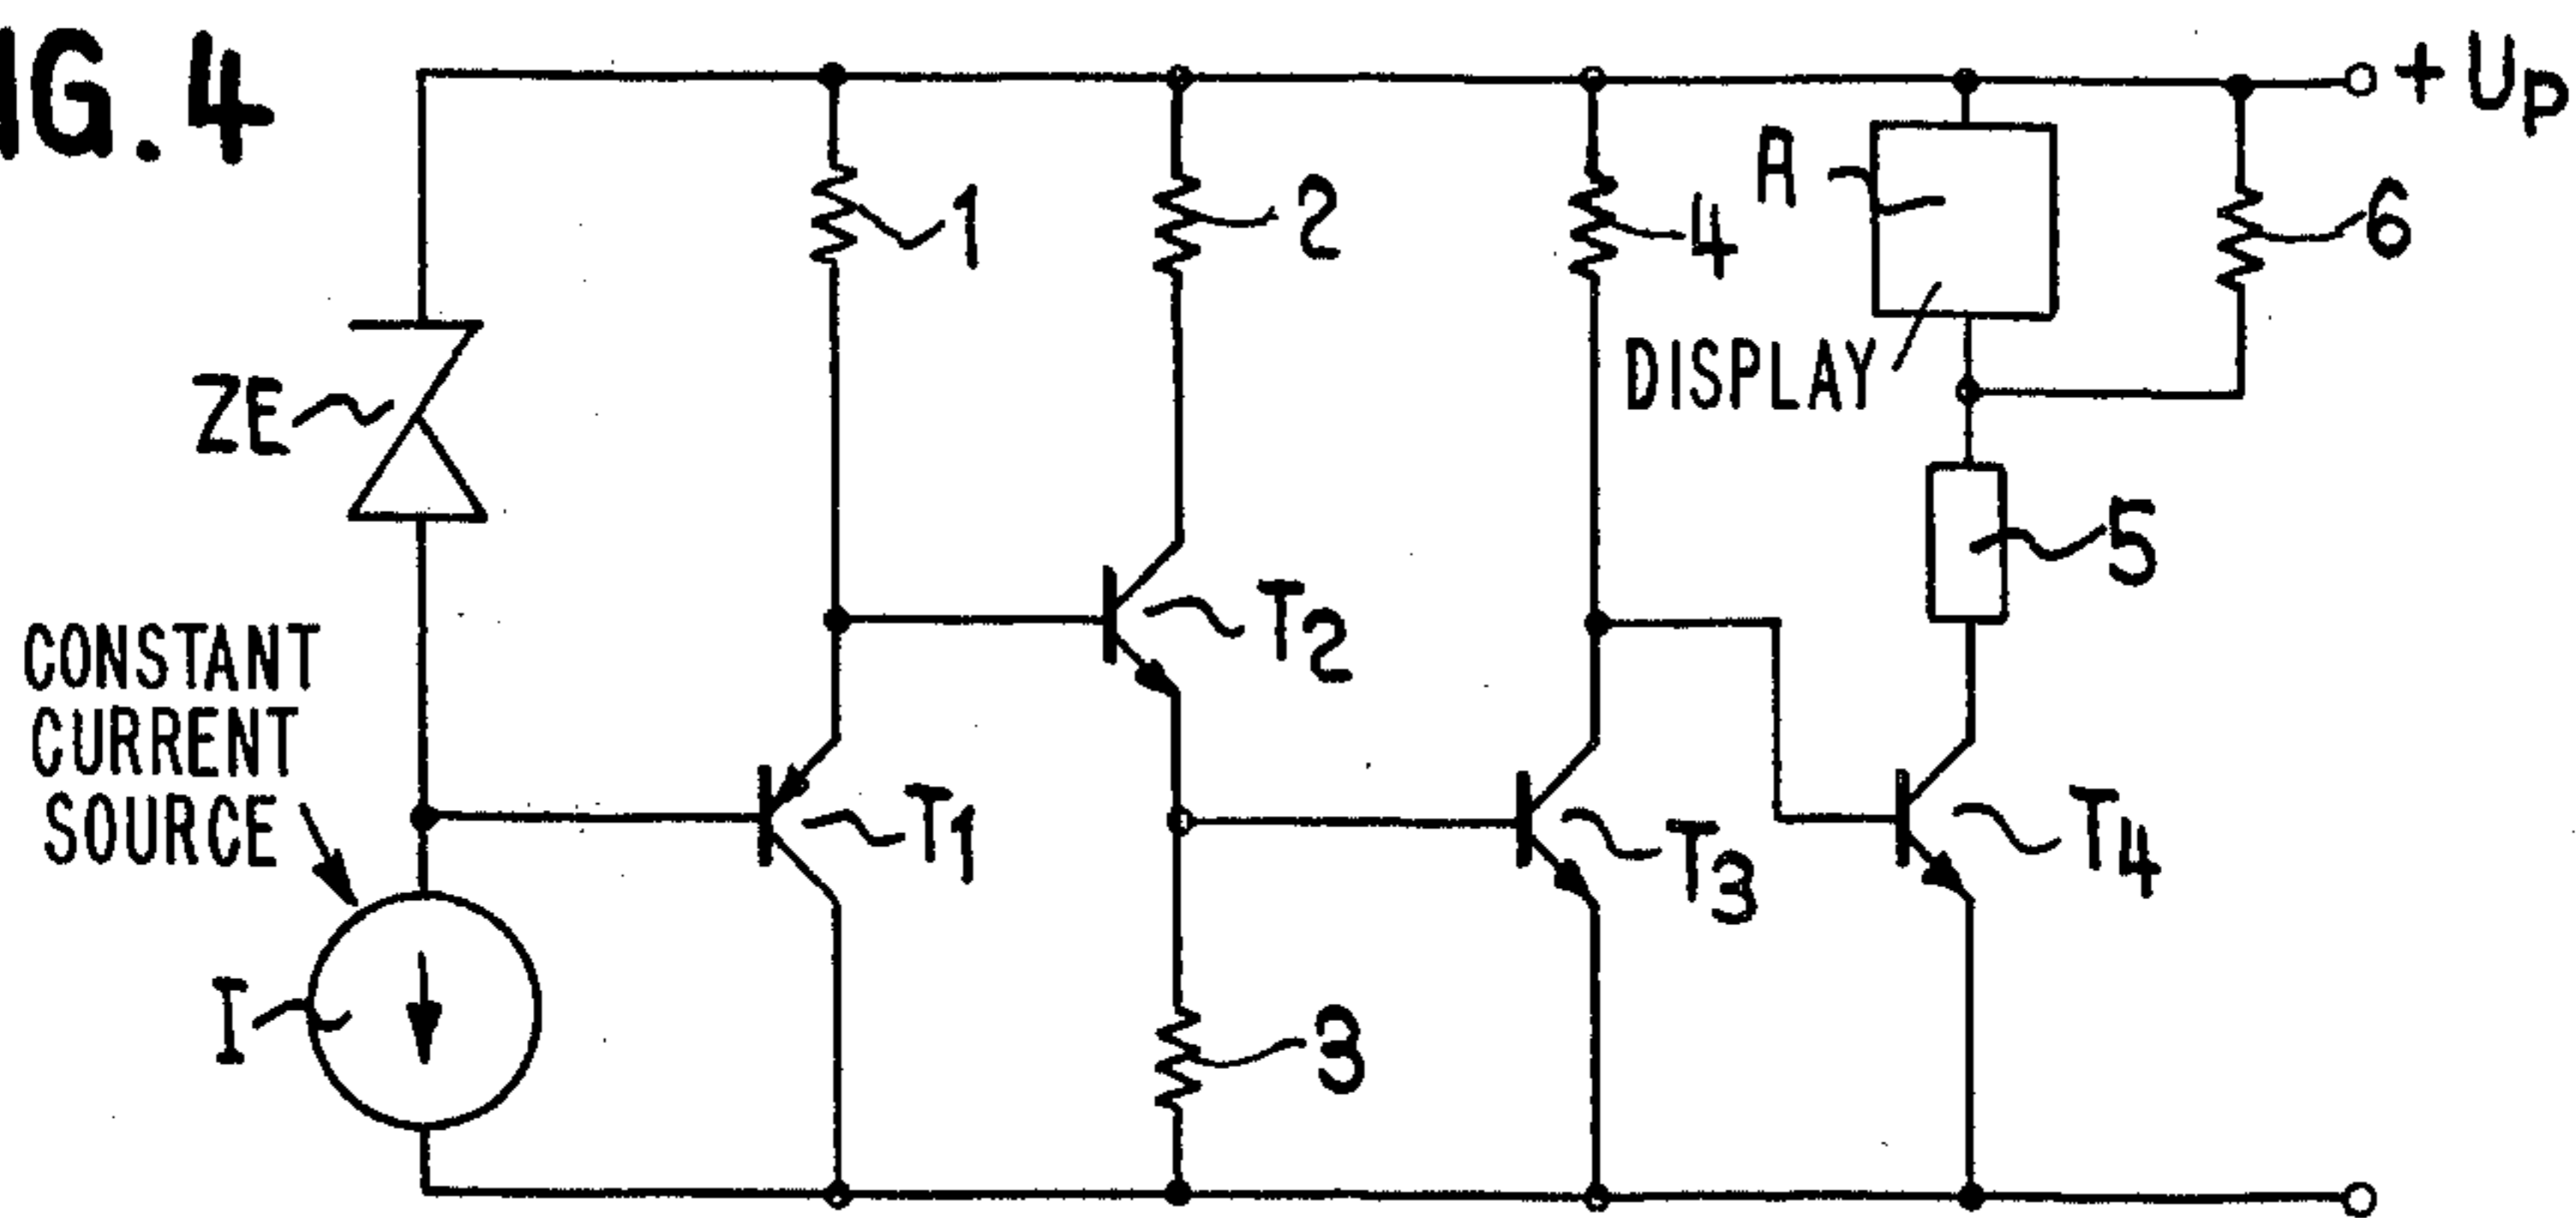 IG. 4
+ UP
1
2
4
A
6
DISPLAY
ZE
5
T2
CONSTANT
CURRENT
SOURCE
T1
T3
T4
I
3